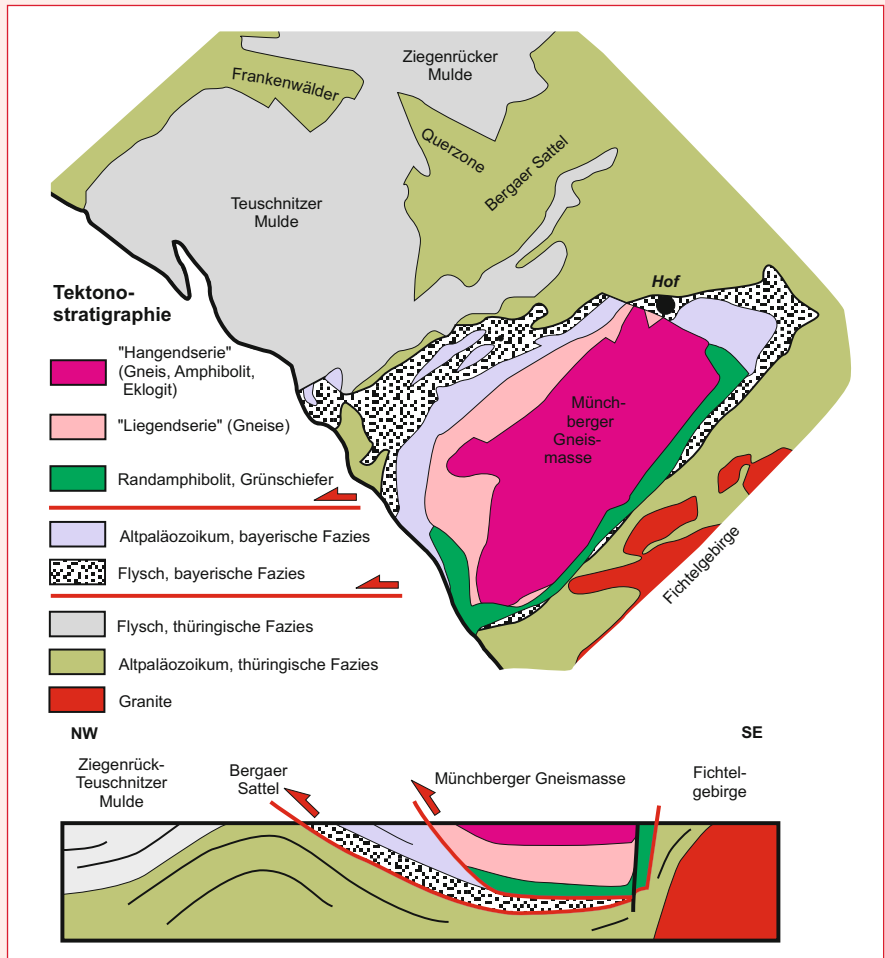 Ziegenrücker
Mulde
Frankenwälder
Querzone
Bergaer Sattel
Teuschnitzer
Mulde
Hof
Tektono-
stratigraphie
"Hangendserie"
(Gneis, Amphibolit,
Eklogit)
"Liegendserie" (Gneise)
Randamphibolit, Grünschiefer
Altpaläozoikum, bayerische Fazies
Flysch, bayerische Fazies
Flysch, thüringische Fazies
Altpaläozoikum, thüringische Fazies
Granite
Münch-
berger
Gneis-
masse
Fichtelgebirge
NW
SE
Ziegenrück-
Teuschnitzer
Mulde
Bergaer
Sattel
Münchberger Gneismasse
Fichtel-
gebirge